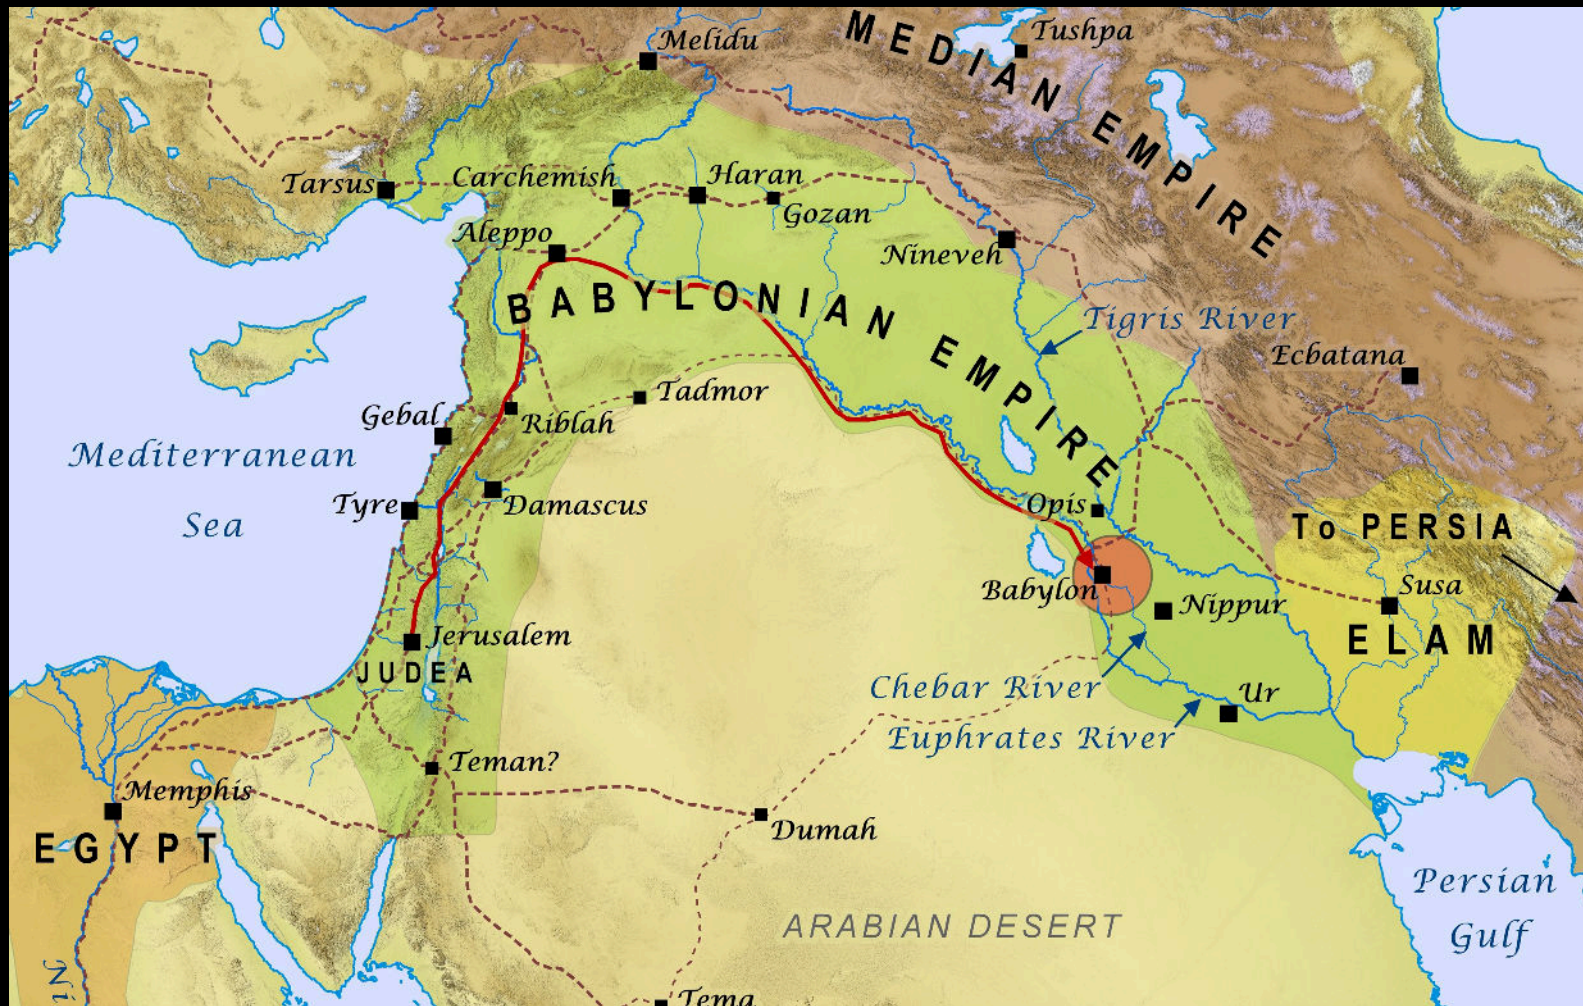 Melidu
Tushpa
MEDIAN EMPIRE
Tarsus
Carchemish
Haran
Gozan
Aleppo
Nineveh
BABYLONIAN EMPIRE
Tigris River
Ecbatana
Tadmor
Gebal
Riblah
Mediterranean
Sea
Tyre
Damascus
Opis
To PERSIA
Babylon
Nippur
Susa
ELAM
Jerusalem
JUDEA
Chebar River
Ur
Euphrates River
Teman?
Memphis
EGYPT
Dumah
Persian
Gulf
ARABIAN DESERT
Ni
Tema